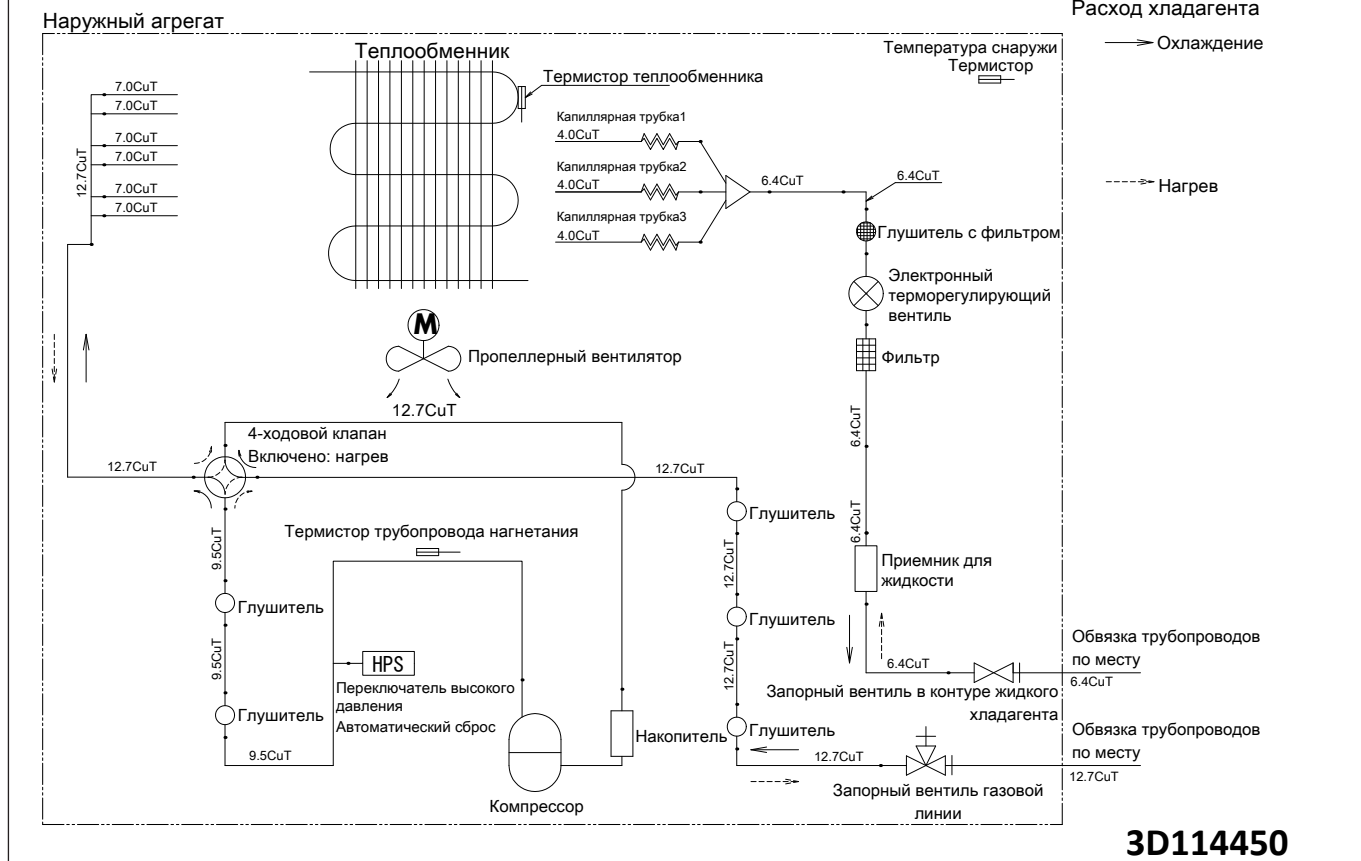 Наружный агрегат
Расход хладагента
Охлаждение
Нагрев
Теплообменник
Термистор теплообменника
Температура снаружи
Термистор
7.0CuT
7.0CuT
7.0CuT
7.0CuT
7.0CuT
7.0CuT
12.7CuT
Капиллярная трубка1
4.0CuT
Капиллярная трубка2
4.0CuT
Капиллярная трубка3
4.0CuT
6.4CuT
6.4CuT
Глушитель с фильтром
Электронный
терморегулирующий
вентиль
Фильтр
M
Пропеллерный вентилятор
12.7CuT
4-ходовой клапан
Включено: нагрев
12.7CuT
12.7CuT
6.4CuT
6.4CuT
Глушитель
Термистор трубопровода нагнетания
9.5CuT
12.7CuT
Приемник для
жидкости
Глушитель
Глушитель
9.5CuT
12.7CuT
HPS
Переключатель высокого
давления
Автоматический сброс
6.4CuT
Обвязка трубопроводов
по месту
6.4CuT
Запорный вентиль в контуре жидкого
хладагента
Глушитель
Накопитель
Глушитель
9.5CuT
12.7CuT
Обвязка трубопроводов
по месту
12.7CuT
Компрессор
Запорный вентиль газовой
линии
3D114450